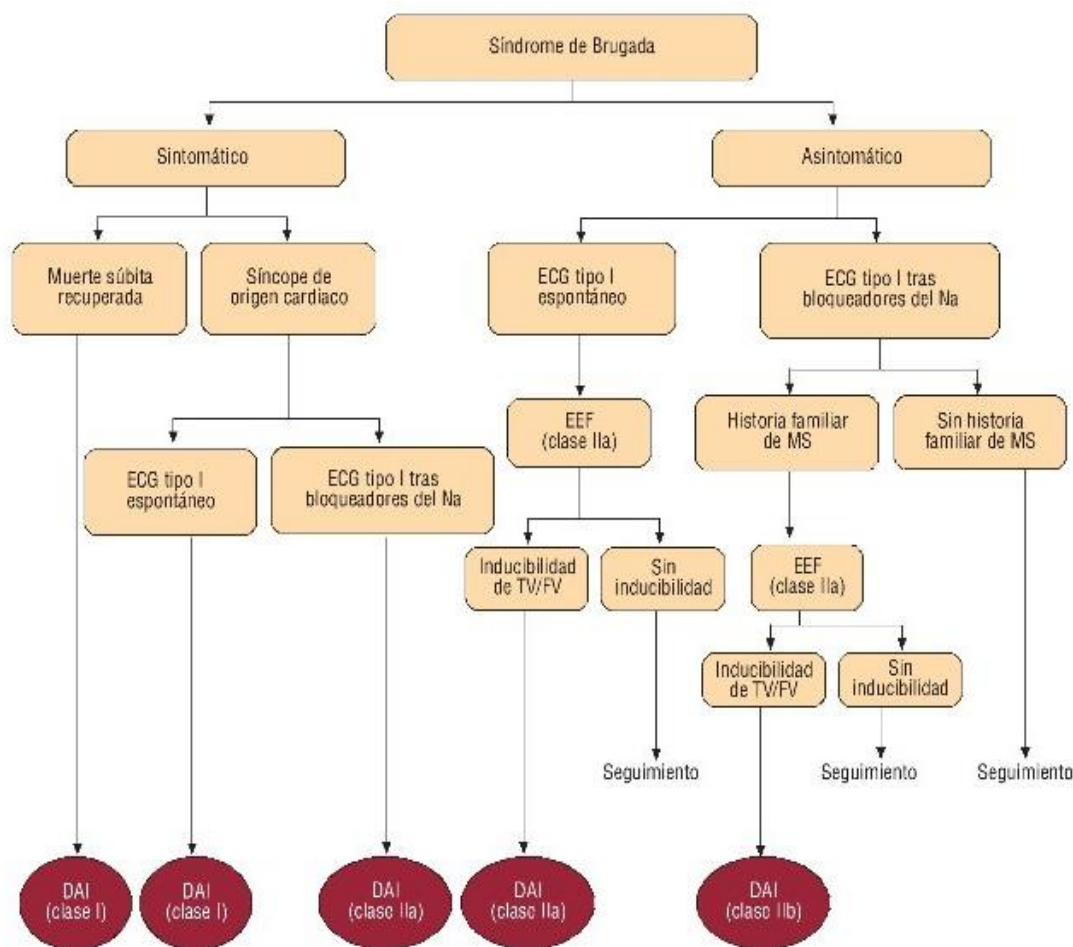 Síndrome de Brugada
Sintomático
Asintomático
Muerte súbita
recuperada
Síncope de
origen cardiaco
ECG tipo I
espontáneo
ECG tipo I tras
bloqueadores del Na
EEF
(clase IIa)
Historia familiar
de MS
Sin historia
familiar de MS
ECG tipo I
espontáneo
ECG tipo I tras
bloqueadores del Na
Inducibilidad
de TV/FV
Sin
inducibilidad
EEF
(clase IIa)
Inducibilidad
de TV/FV
Sin
inducibilidad
Seguimiento
Seguimiento
Seguimiento
DAI
(clase I)
DAI
(clase I)
DAI
(clase IIa)
DAI
(clase IIa)
DAI
(clase IIb)